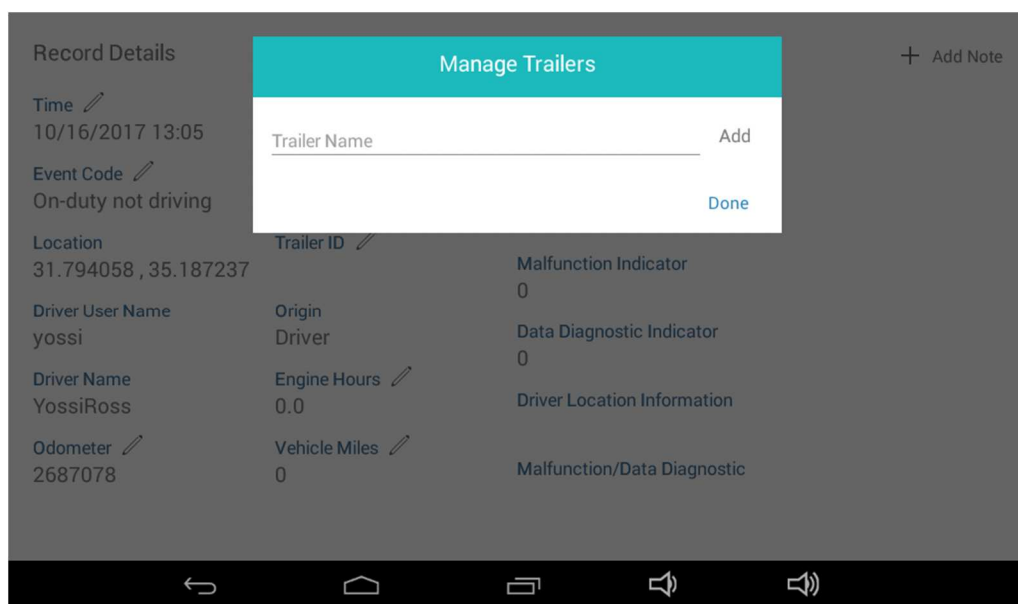 Record Details
Manage Trailers
+ Add Note
Time
10/16/2017 13:05
Trailer Name
Add
Event Code
On-duty not driving
Done
Location
31.794058 , 35.187237
Trailer ID
Malfunction Indicator
0
Driver User Name
yossi
Origin
Driver
Data Diagnostic Indicator
0
Driver Name
YossiRoss
Engine Hours
0.0
Driver Location Information
Odometer
2687078
Vehicle Miles
0
Malfunction/Data Diagnostic